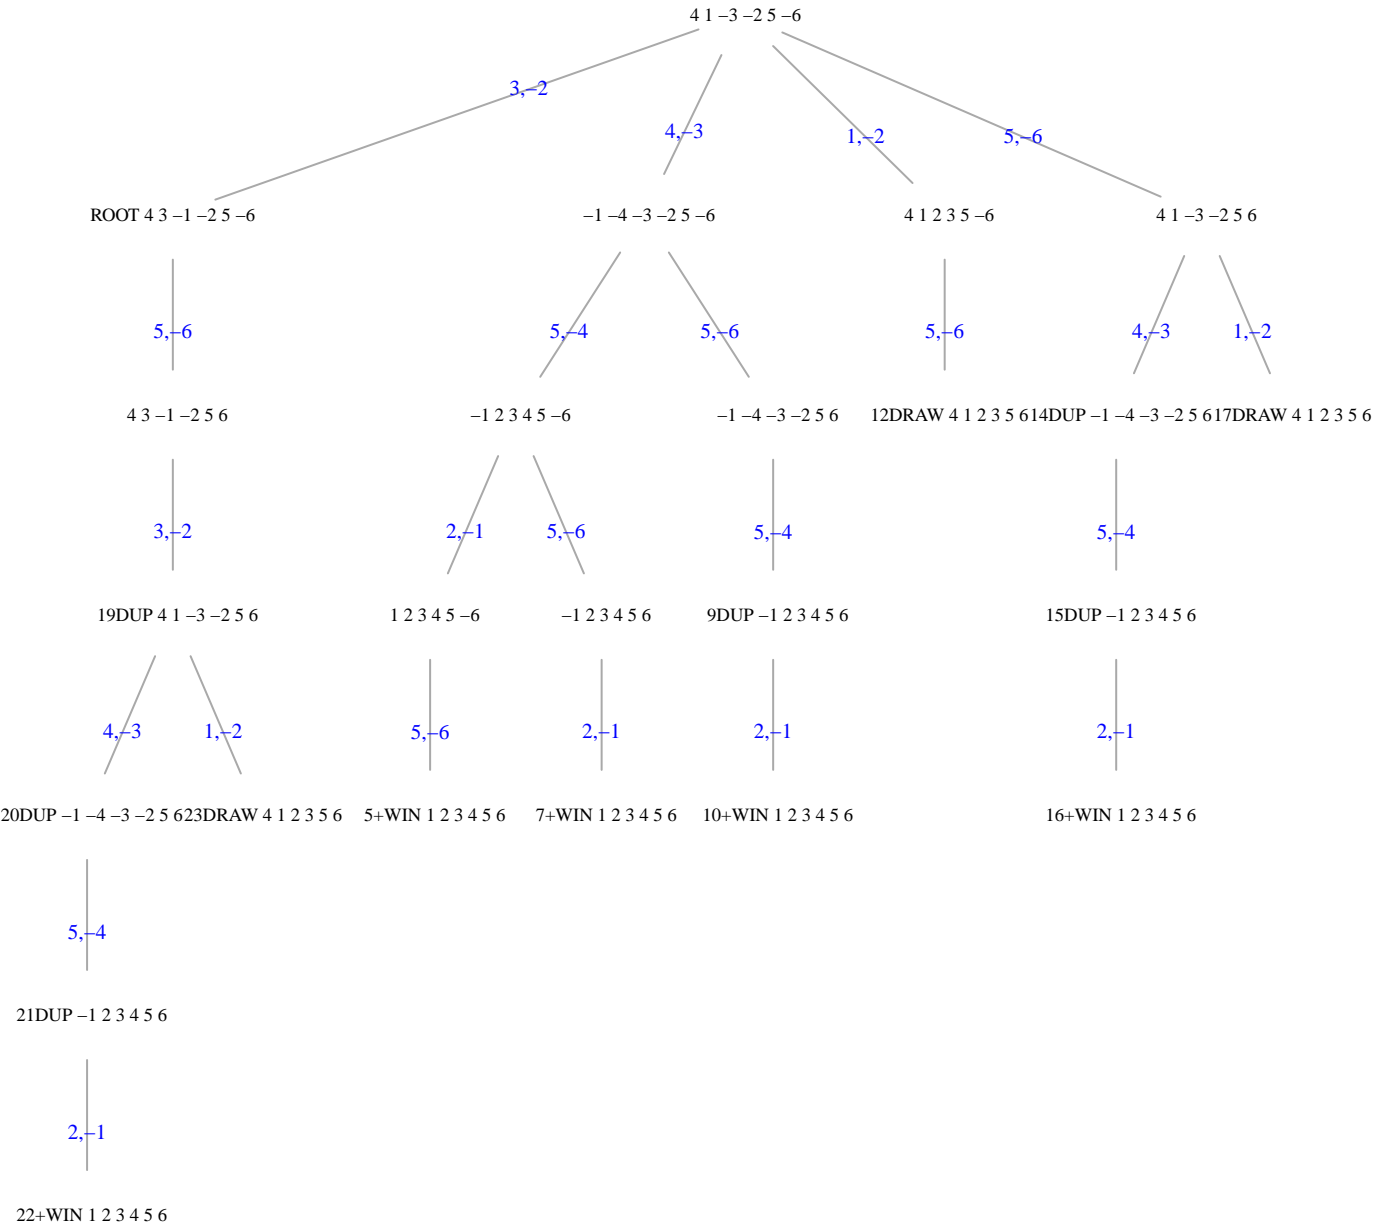 4 1 –3 –2 5 –6
3,–2
4,–3
1,–2
5,–6
ROOT 4 3 –1 –2 5 –6
–1 –4 –3 –2 5 –6
4 1 2 3 5 –6
4 1 –3 –2 5 6
5,–6
5,–4
5,–6
5,–6
4,–3
1,–2
4 3 –1 –2 5 6
–1 2 3 4 5 –6
–1 –4 –3 –2 5 6
12DRAW 4 1 2 3 5 6
14DUP –1 –4 –3 –2 5 6
17DRAW 4 1 2 3 5 6
3,–2
2,–1
5,–6
5,–4
5,–4
19DUP 4 1 –3 –2 5 6
1 2 3 4 5 –6
–1 2 3 4 5 6
9DUP –1 2 3 4 5 6
15DUP –1 2 3 4 5 6
4,–3
1,–2
5,–6
2,–1
2,–1
2,–1
20DUP –1 –4 –3 –2 5 6
23DRAW 4 1 2 3 5 6
5+WIN 1 2 3 4 5 6
7+WIN 1 2 3 4 5 6
10+WIN 1 2 3 4 5 6
16+WIN 1 2 3 4 5 6
5,–4
21DUP –1 2 3 4 5 6
2,–1
22+WIN 1 2 3 4 5 6